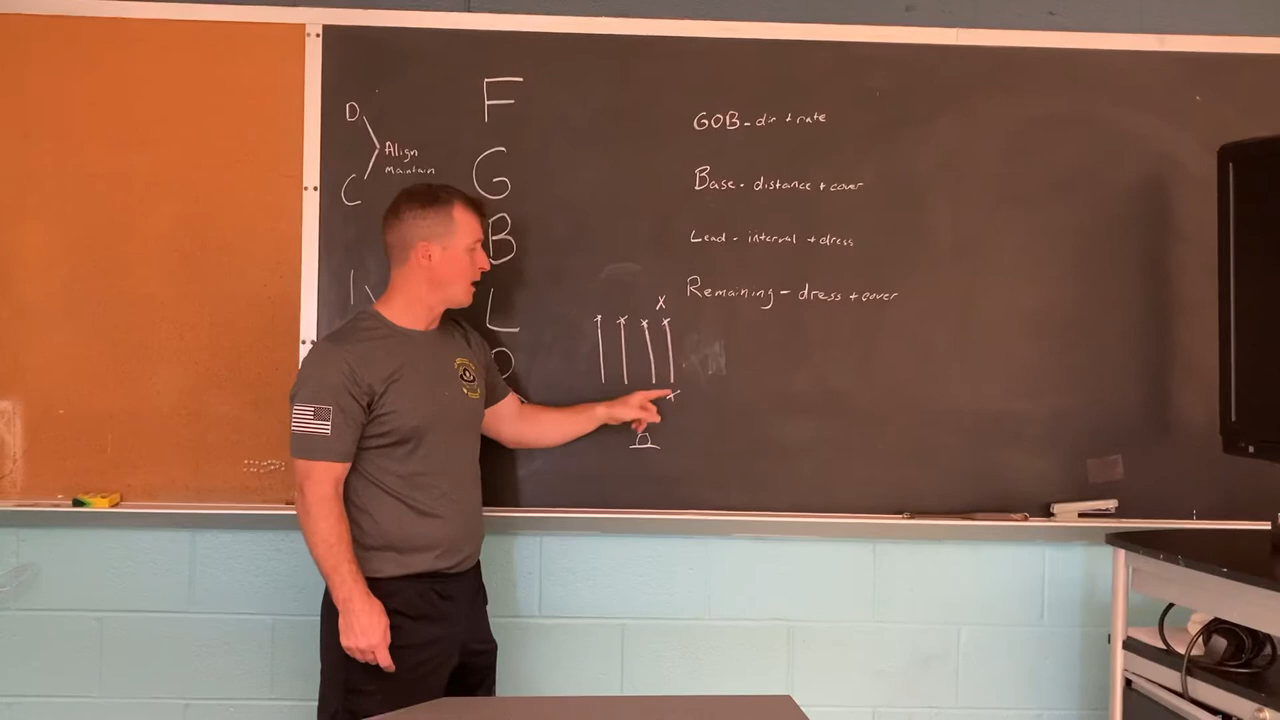 D
Align
Maintain
C
F
G
B
L
GOB - dir + rate
Base - distance + cover
Lead - interval + dress
Remaining - dress + cover
X
x x x x
x